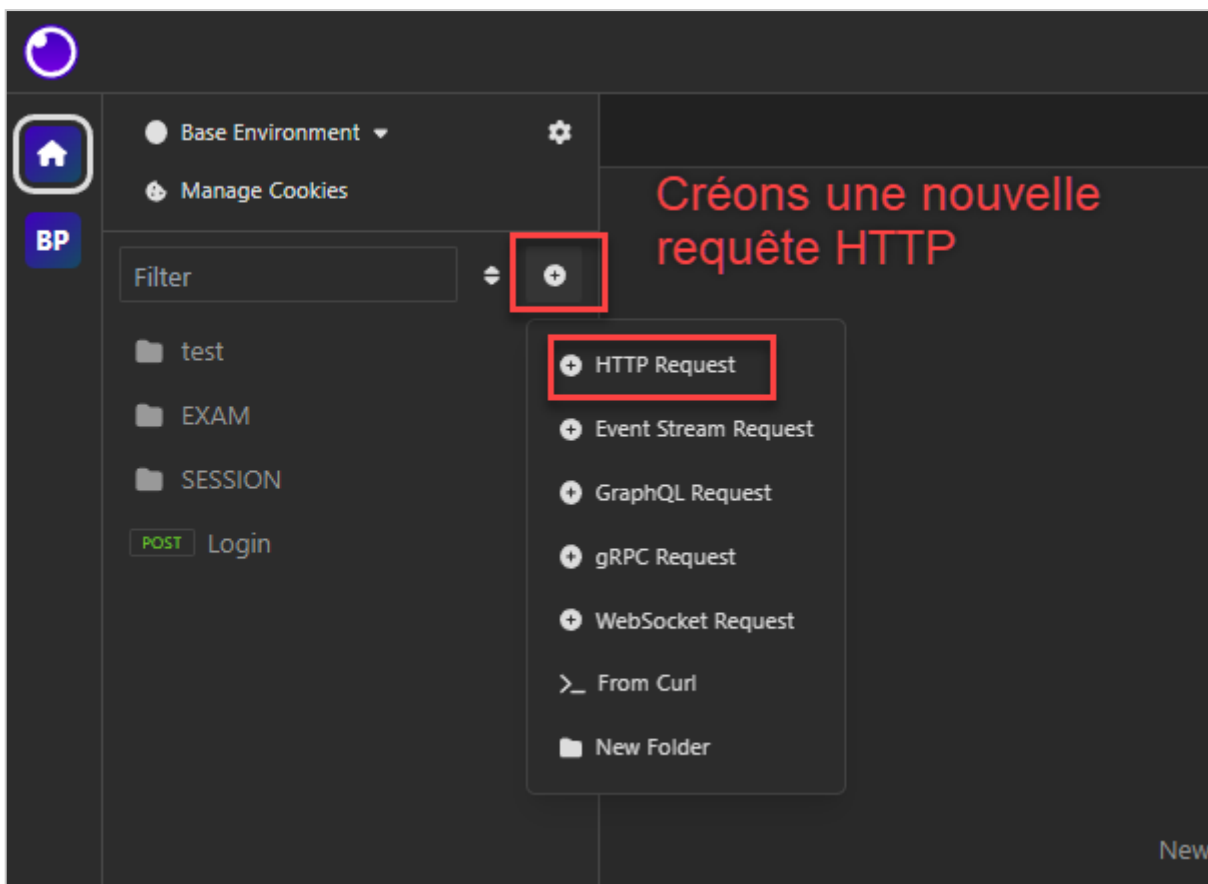 Base Environment
Manage Cookies
Créons une nouvelle
requête HTTP
BP
Filter
test
EXAM
SESSION
POST Login
HTTP Request
Event Stream Request
GraphQL Request
gRPC Request
WebSocket Request
>_ From Curl
New Folder
New